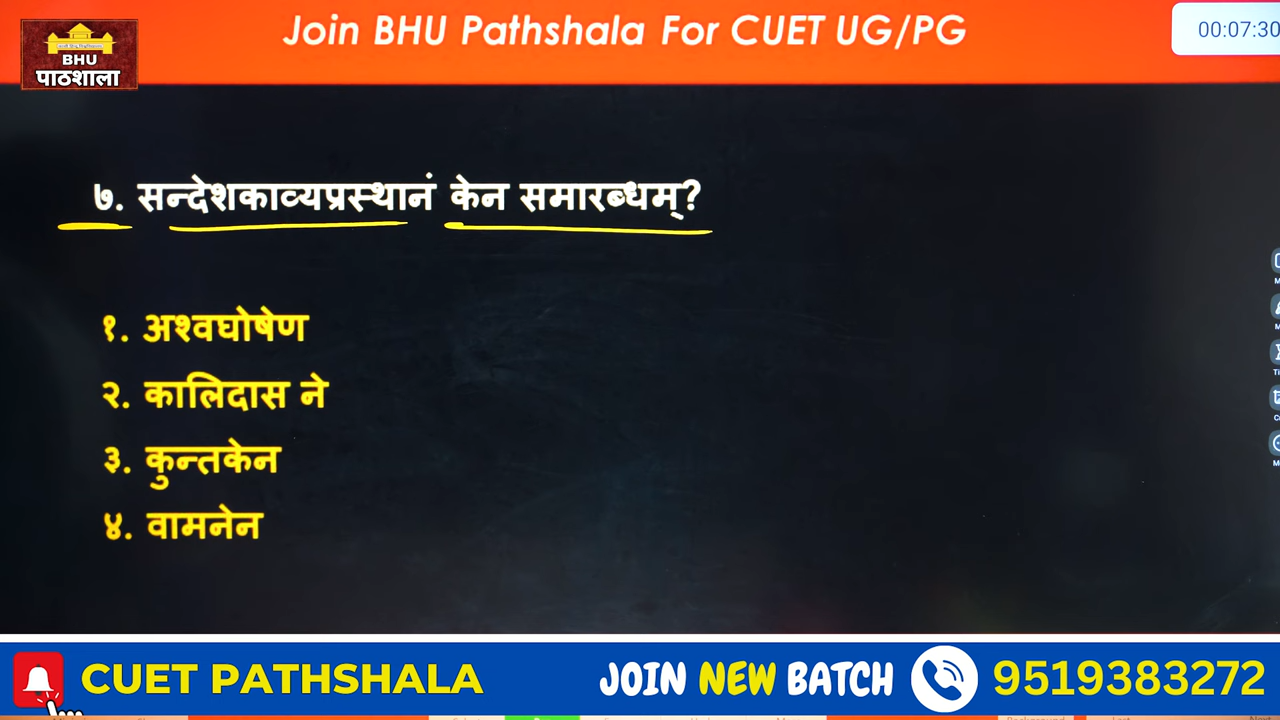 Join BHU Pathshala For CUET UG/PG
00:07:30
BHU
पाठशाला
७. सन्देशकाव्यप्रस्थानं केन समारब्धम्?
१. अश्वघोषेण
२. कालिदास ने
३. कुन्तकेन
४. वामनेन
CUET PATHSHALA
JOIN NEW BATCH
9519383272